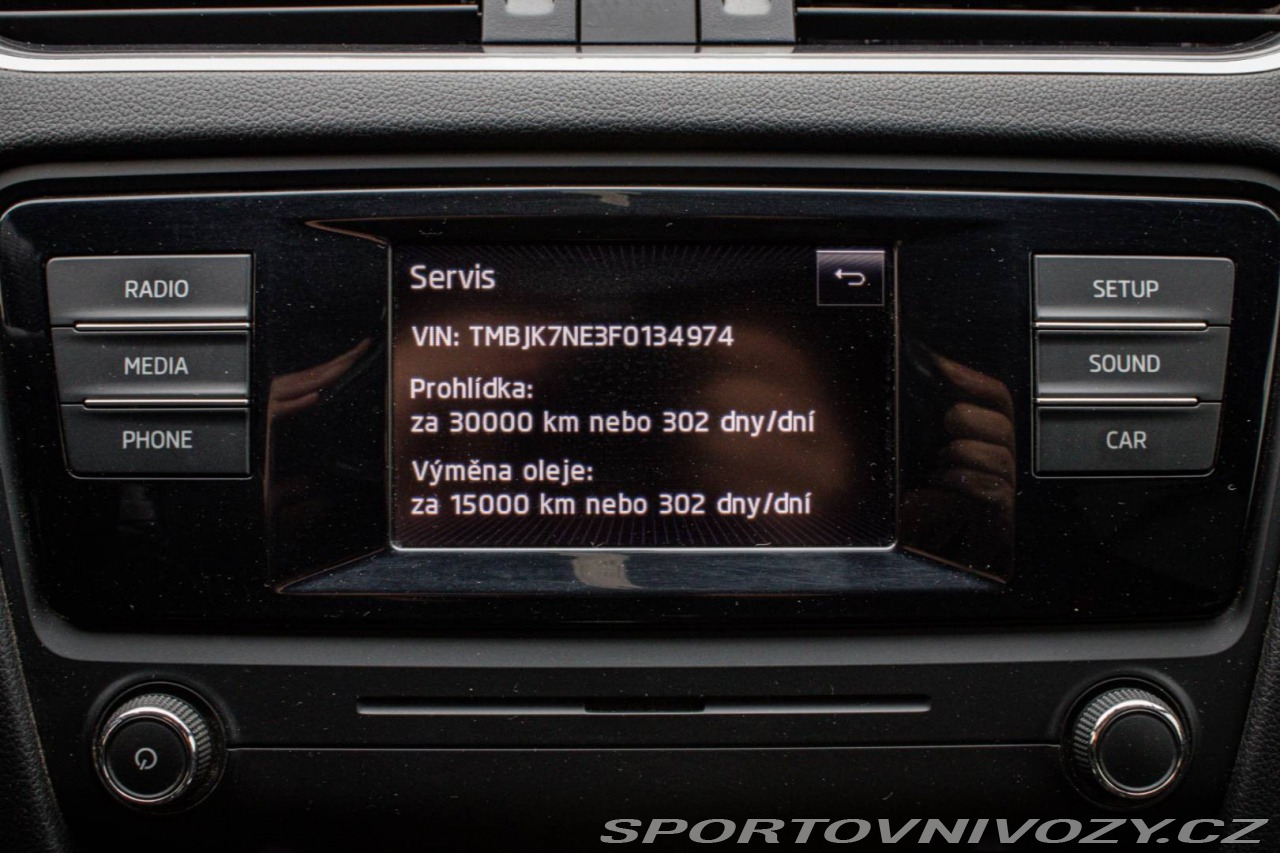 RADIO
MEDIA
PHONE
Servis
VIN: TMBJK7NE3F0134974
Prohlídka:
za 30000 km nebo 302 dny/dní
Výměna oleje:
za 15000 km nebo 302 dny/dní
SETUP
SOUND
CAR
SPORTOVNIVOZY.CZ